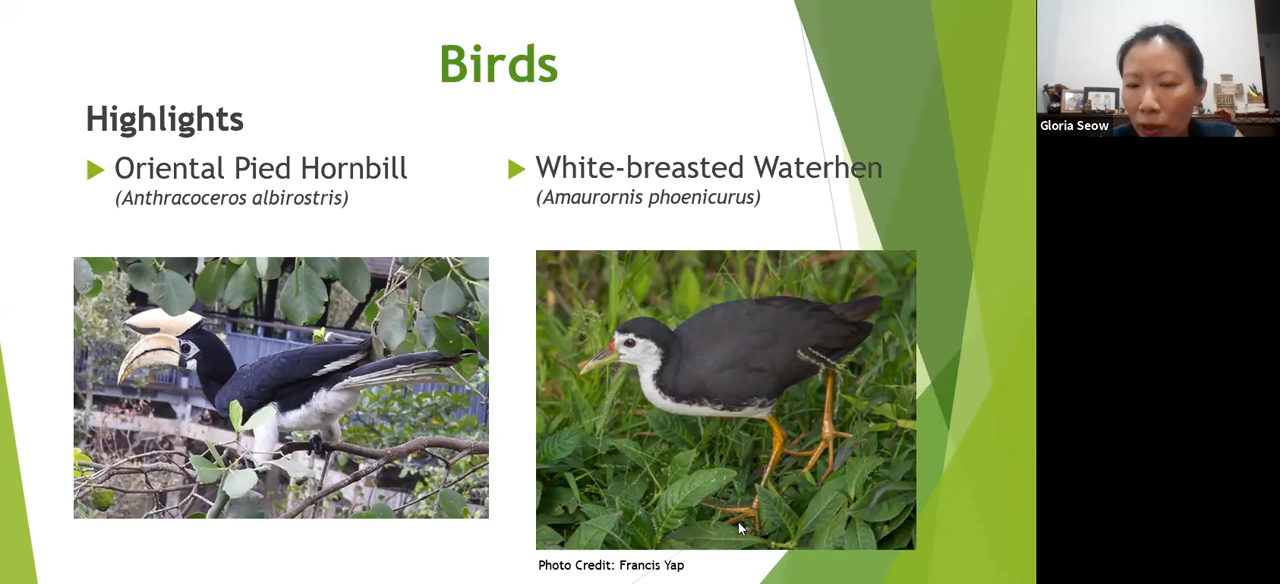 Birds
Highlights
Oriental Pied Hornbill
(Anthracoceros albirostris)
White-breasted Waterhen
(Amaurornis phoenicurus)
Photo Credit: Francis Yap
Gloria Seow